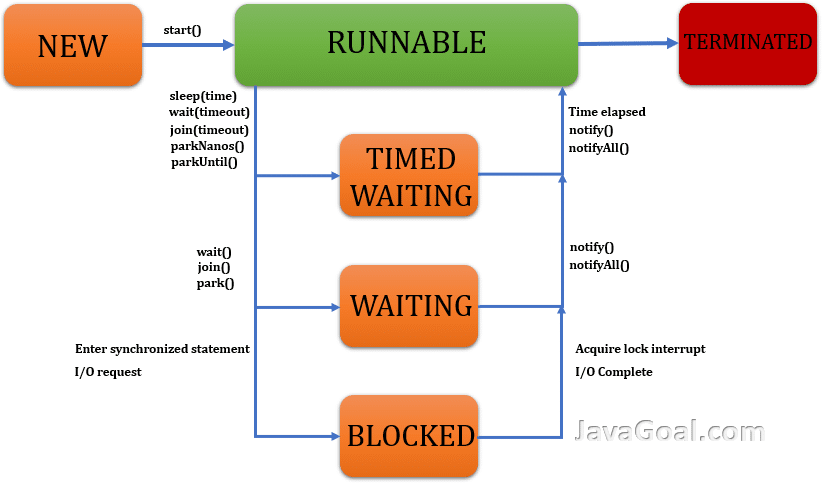 NEW
start()
RUNNABLE
TERMINATED
sleep(time)
wait(timeout)
join(timeout)
parkNanos()
parkUntil()
Time elapsed
notify()
notifyAll()
TIMED
WAITING
wait()
join()
park()
notify()
notifyAll()
WAITING
Enter synchronized statement
I/O request
Acquire lock interrupt
I/O Complete
BLOCKED
JavaGoal.com